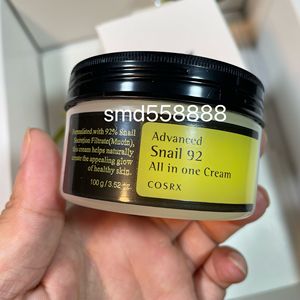 smd558888
Formulated with 92% Snail
Secretion Filtrate(Mucin),
this cream helps naturally
create the appealing glow
of healthy skin.
100 g / 3.52 oz.
Advanced
Snail 92
All in one Cream
COSRX